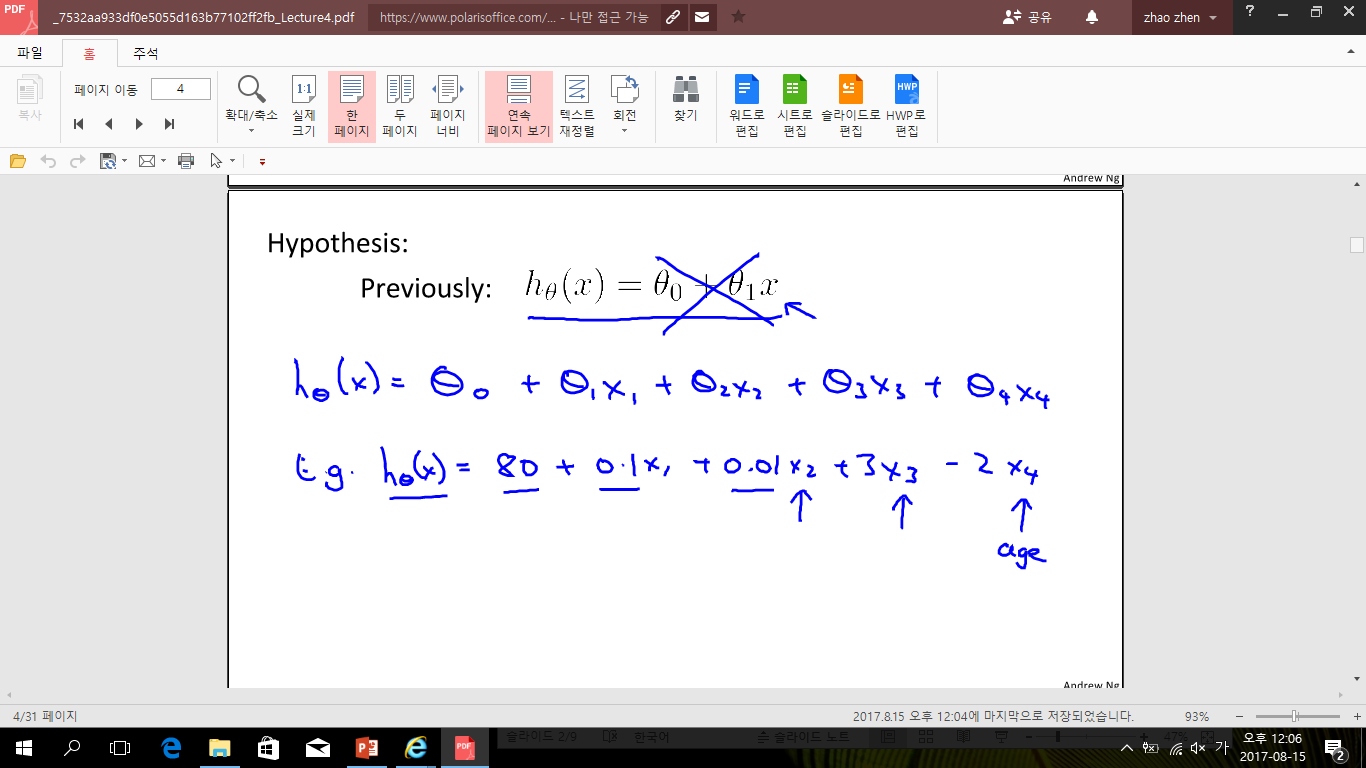 PDF _7532aa933df0e5055d163b77102ff2fb_Lecture4.pdf https://www.polarisoffice.com/... - 나만 접근 가능 공유 zhao zhen ?
파일 홈 주석
복사
페이지 이동 4
확대/축소
1:1 실제 크기
한 페이지
두 페이지
페이지 너비
연속 페이지 보기
텍스트 재정렬
회전
찾기
워드로 편집
시트로 편집
슬라이드로 편집
HWP HWP로 편집
Andrew Ng
Hypothesis:
Previously: hθ(x) = θ0 + θ1x
hθ(x) = θ0 + θ1x1 + θ2x2 + θ3x3 + θ4x4
E.g. hθ(x) = 80 + 0.1x1 + 0.01x2 + 3x3 - 2x4
age
Andrew Ng
4/31 페이지 2017.8.15 오후 12:04에 마지막으로 저장되었습니다. 93%
슬라이드 2/9 한국어 슬라이드 노트 47%
가 오후 12:06
2017-08-15 2